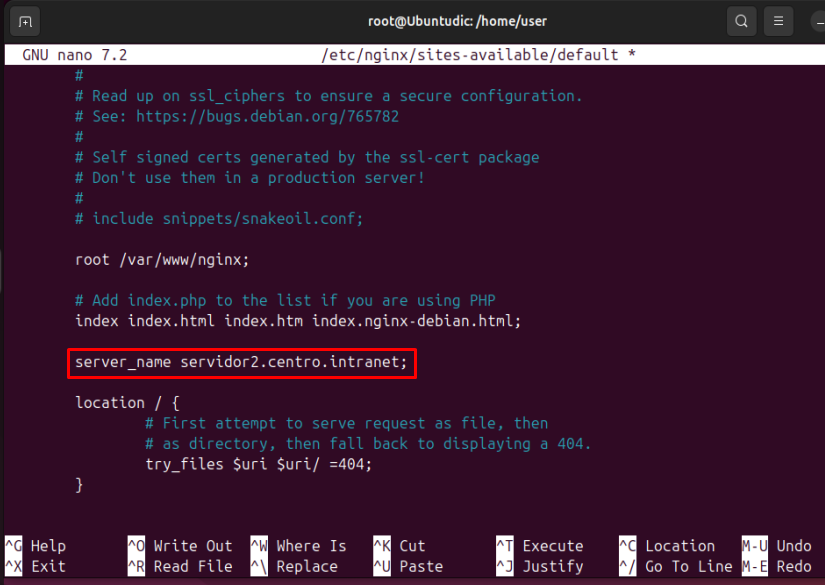 root@Ubuntudic: /home/user
GNU nano 7.2 /etc/nginx/sites-available/default *
#
# Read up on ssl_ciphers to ensure a secure configuration.
# See: https://bugs.debian.org/765782
#
# Self signed certs generated by the ssl-cert package
# Don't use them in a production server!
#
# include snippets/snakeoil.conf;
root /var/www/nginx;
# Add index.php to the list if you are using PHP
index index.html index.htm index.nginx-debian.html;
server_name servidor2.centro.intranet;
location / {
# First attempt to serve request as file, then
# as directory, then fall back to displaying a 404.
try_files $uri $uri/ =404;
}
^G Help ^O Write Out ^W Where Is ^K Cut ^T Execute ^C Location M-U Undo
^X Exit ^R Read File ^\ Replace ^U Paste ^J Justify ^/ Go To Line M-E Redo